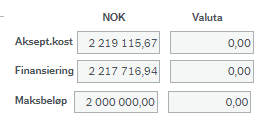 NOK Valuta
Aksept.kost 2 219 115,67 0,00
Finansiering 2 217 716,94 0,00
Maksbeløp 2 000 000,00 0,00